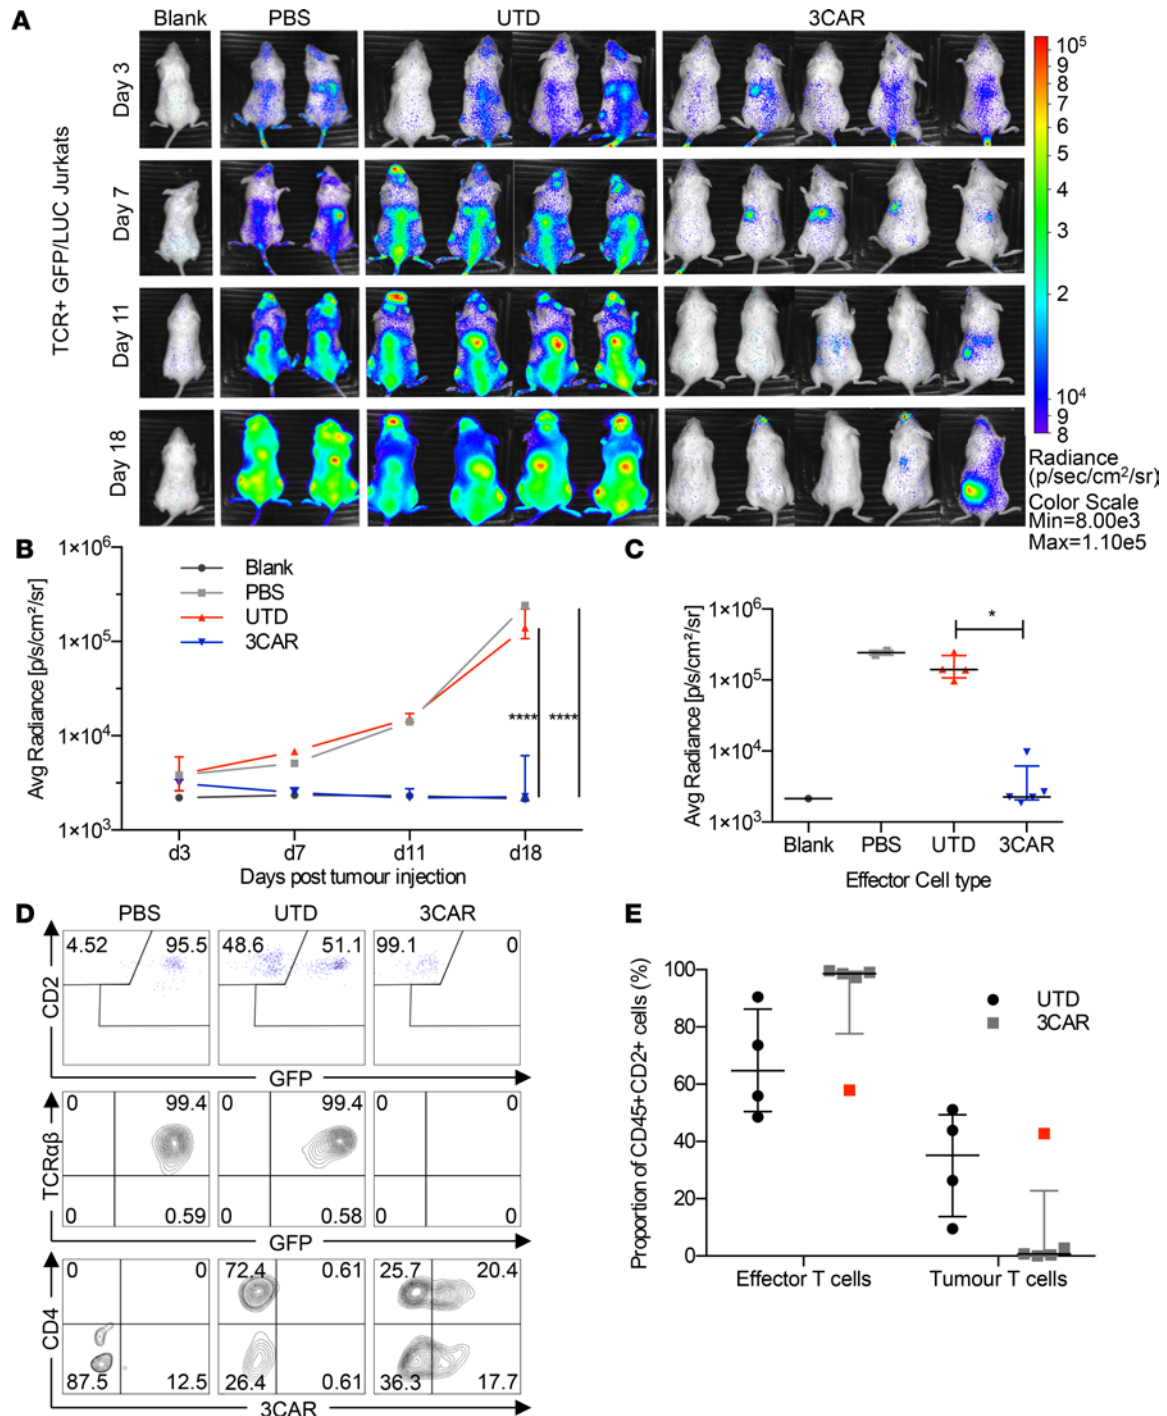 A
Blank PBS UTD 3CAR
TCR+ GFP/LUC Jurkats
Day 3
Day 7
Day 11
Day 18
10⁵
9
8
7
6
5
4
3
2
10⁴
9
8
Radiance
(p/sec/cm²/sr)
Color Scale
Min=8.00e3
Max=1.10e5
B
Avg Radiance [p/s/cm²/sr]
1×10⁶
1×10⁵
1×10⁴
1×10³
Blank
PBS
UTD
3CAR
**** ****
d3 d7 d11 d18
Days post tumour injection
C
Avg Radiance [p/s/cm²/sr]
1×10⁶
1×10⁵
1×10⁴
1×10³
*
Blank PBS UTD 3CAR
Effector Cell type
D
PBS UTD 3CAR
CD2
4.52 95.5 48.6 51.1 99.1 0
GFP
TCRαβ
0 99.4 0 99.4 0 0
0 0.59 0 0.58 0 0
GFP
CD4
0 0 72.4 0.61 25.7 20.4
87.5 12.5 26.4 0.61 36.3 17.7
3CAR
E
Proportion of CD45+CD2+ cells (%)
100
80
60
40
20
0
UTD
3CAR
Effector T cells Tumour T cells